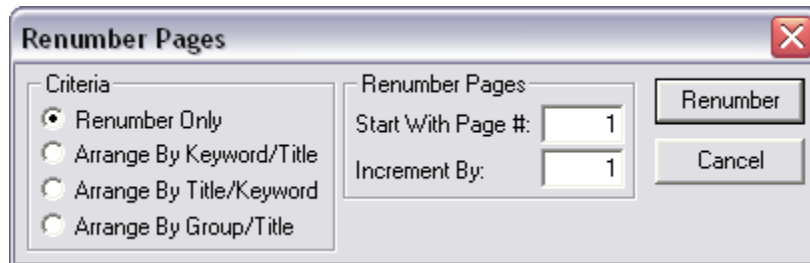 Renumber Pages
Criteria
Renumber Only
Arrange By Keyword/Title
Arrange By Title/Keyword
Arrange By Group/Title
Renumber Pages
Start With Page #: 1
Increment By: 1
Renumber
Cancel